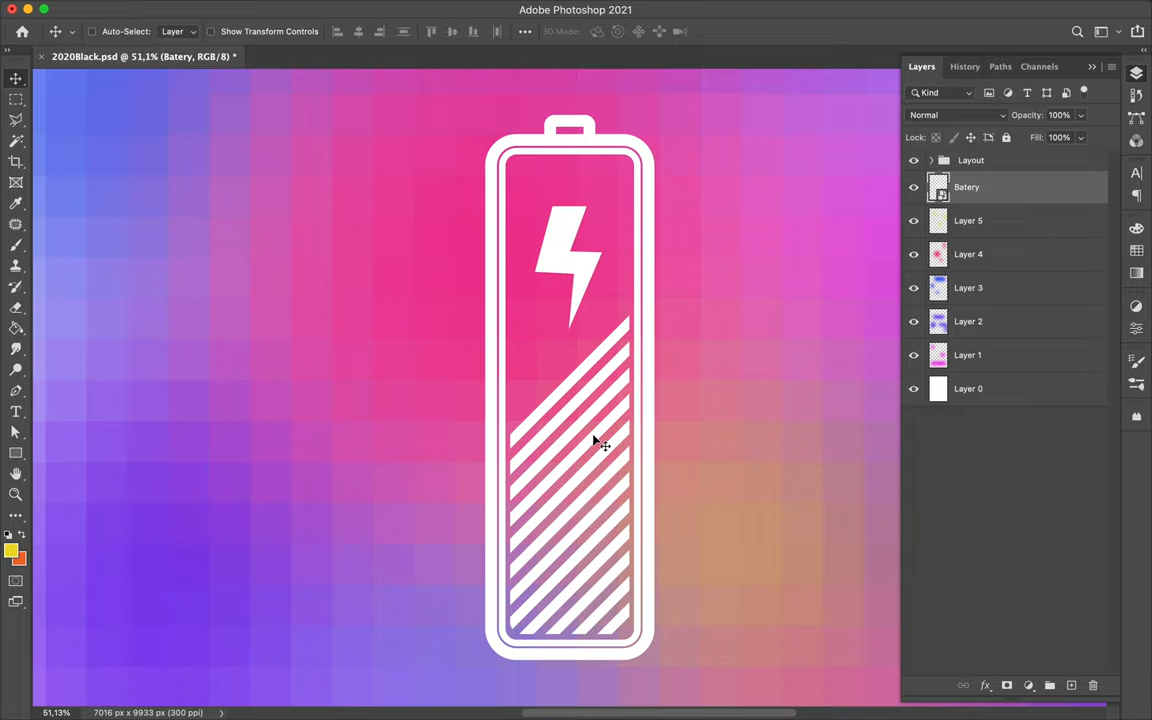 Adobe Photoshop 2021
Auto-Select: Layer Show Transform Controls 3D Mode:
2020Black.psd @ 51,1% (Batery, RGB/8) *
Layers History Paths Channels
Kind
Normal Opacity: 100%
Lock: Fill: 100%
Layout
Batery
Layer 5
Layer 4
Layer 3
Layer 2
Layer 1
Layer 0
51,13% 7016 px x 9933 px (300 ppi)